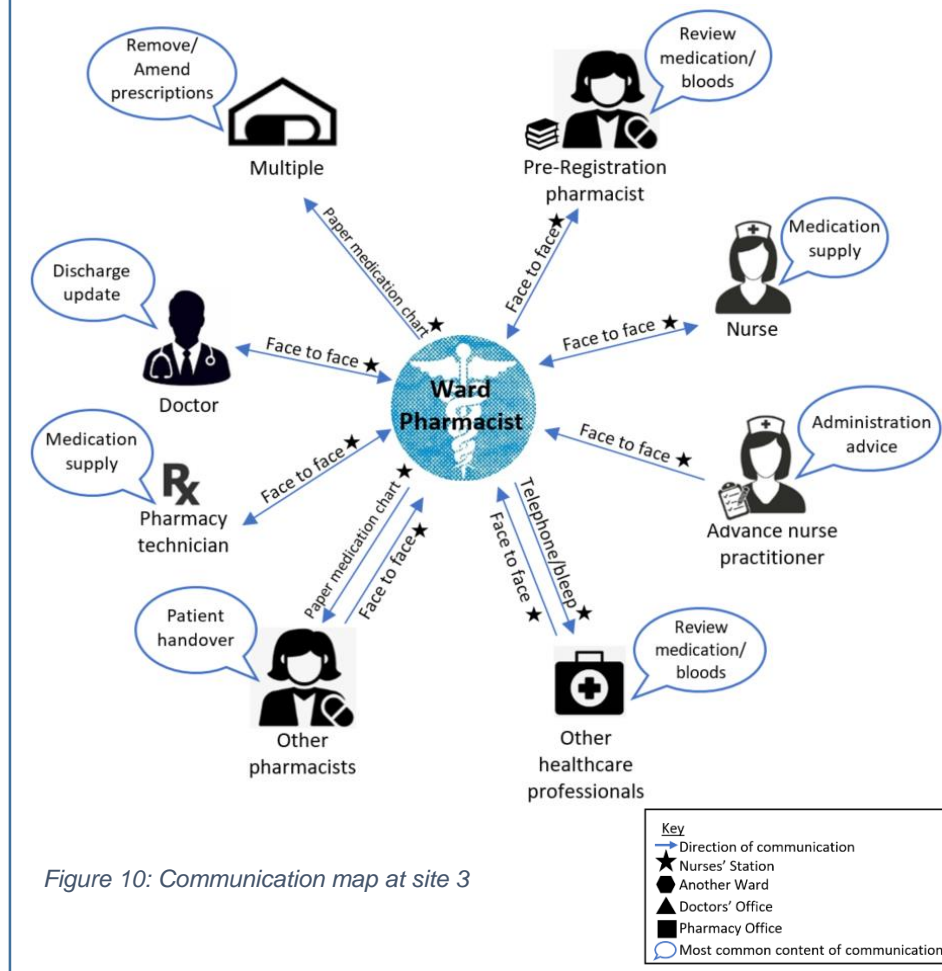 Remove/
Amend
prescriptions
Multiple
Review
medication/
bloods
Pre-Registration
pharmacist
Paper medication chart
Face to face
Discharge
update
Doctor
Face to face
Medication
supply
Nurse
Face to face
Ward
Pharmacist
Medication
supply
Rx
Pharmacy
technician
Face to face
Administration
advice
Advance nurse
practitioner
Face to face
Patient
handover
Other
pharmacists
Paper medication chart
Face to face
Telephone/bleep
Face to face
Review
medication/
bloods
Other
healthcare
professionals
Key
Direction of communication
Nurses' Station
Another Ward
Doctors' Office
Pharmacy Office
Most common content of communication
Figure 10: Communication map at site 3